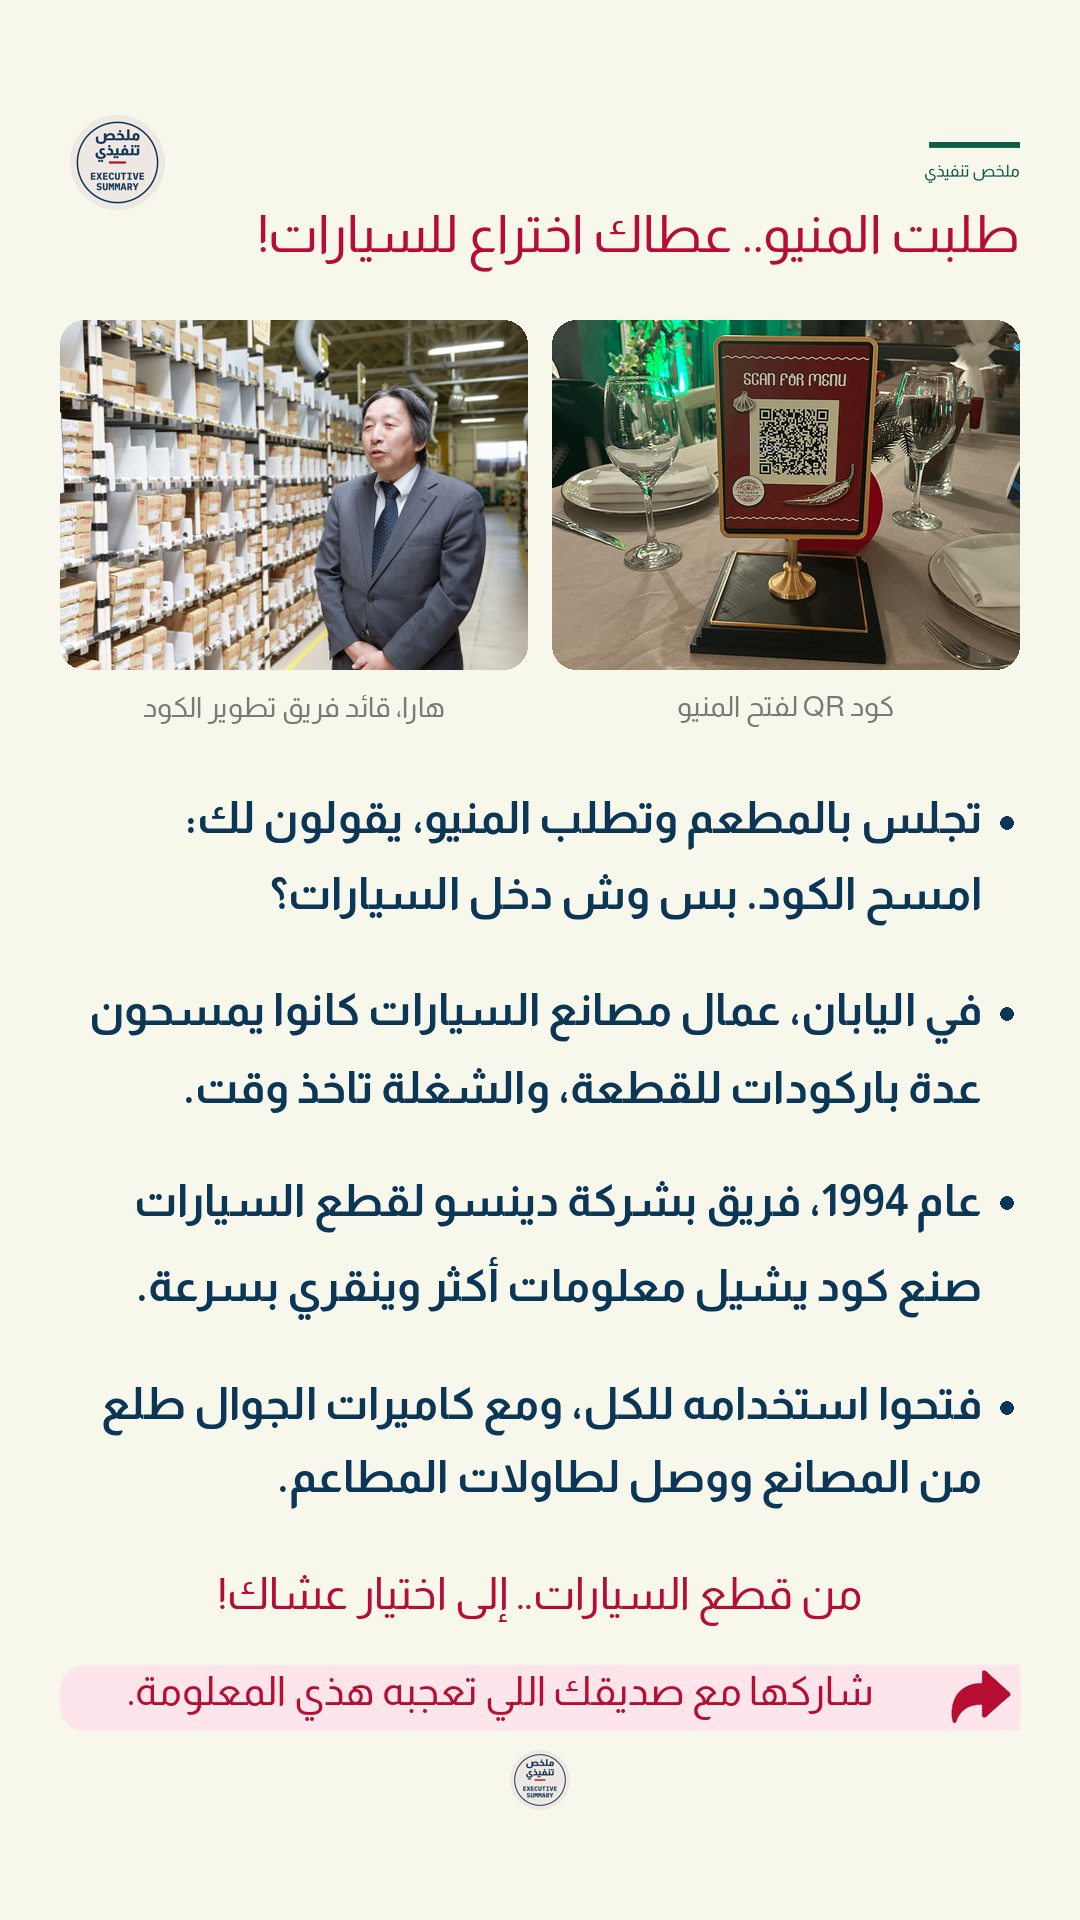 ملخص تنفيذي
EXECUTIVE SUMMARY
ملخص تنفيذي
طلبت المنيو.. عطاك اختراع للسيارات!
SCAN FOR MENU
كود QR لفتح المنيو
هارا، قائد فريق تطوير الكود
• تجلس بالمطعم وتطلب المنيو، يقولون لك:
امسح الكود. بس وش دخل السيارات؟
• في اليابان، عمال مصانع السيارات كانوا يمسحون
عدة باركودات للقطعة، والشغلة تاخذ وقت.
• عام 1994، فريق بشركة دينسو لقطع السيارات
صنع كود يشيل معلومات أكثر وينقري بسرعة.
• فتحوا استخدامه للكل، ومع كاميرات الجوال طلع
من المصانع ووصل لطاولات المطاعم.
من قطع السيارات.. إلى اختيار عشاك!
شاركها مع صديقك اللي تعجبه هذي المعلومة.
ملخص
تنفيذي
EXECUTIVE
SUMMARY